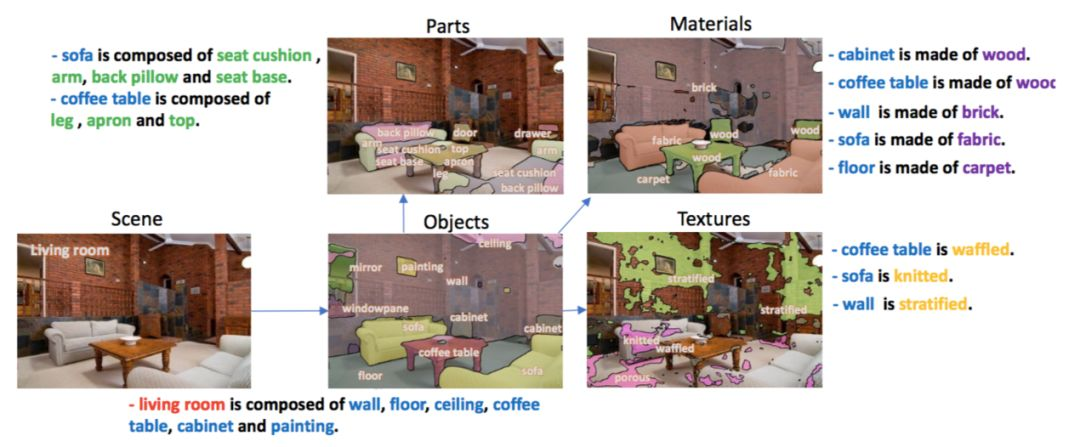 Parts
Materials
- sofa is composed of seat cushion ,
arm, back pillow and seat base.
- coffee table is composed of
leg , apron and top.
back pillow
door
drawer
arm
seat cushion
top
arm
seat base
apron
leg
seat cushion
back pillow
brick
fabric
wood
wood
wood
carpet
fabric
- cabinet is made of wood.
- coffee table is made of wood
- wall is made of brick.
- sofa is made of fabric.
- floor is made of carpet.
Scene
Objects
Textures
Living room
ceiling
mirror
painting
wall
windowpane
sofa
cabinet
cabinet
coffee table
floor
sofa
stratified
stratified
knitted
waffled
porous
- coffee table is waffled.
- sofa is knitted.
- wall is stratified.
- living room is composed of wall, floor, ceiling, coffee
table, cabinet and painting.